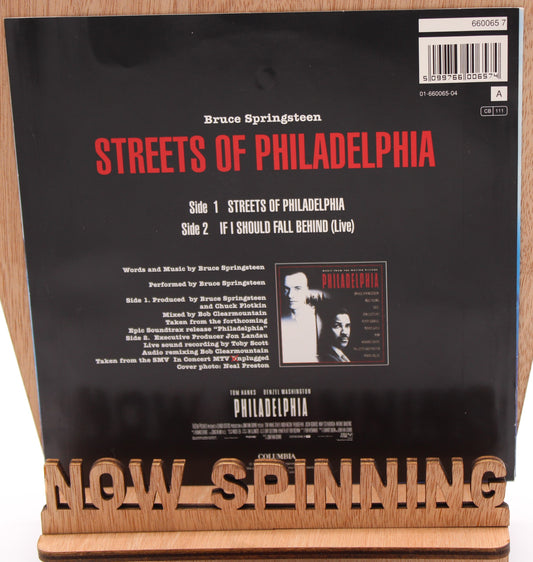 660065 7
5 099766 006574
01-660065-04
A
CB 111
Bruce Springsteen
STREETS OF PHILADELPHIA
Side 1 STREETS OF PHILADELPHIA
Side 2 IF I SHOULD FALL BEHIND (Live)
Words and Music by Bruce Springsteen
Performed by Bruce Springsteen
Side 1. Produced by Bruce Springsteen
and Chuck Plotkin
Mixed by Bob Clearmountain
Taken from the forthcoming
Epic Soundtrax release "Philadelphia"
Side 2. Executive Producer Jon Landau
Live sound recording by Toby Scott
Audio remixing Bob Clearmountain
Taken from the SMV In Concert MTV Unplugged
Cover photo: Neal Preston
MUSIC FROM THE MOTION PICTURE
PHILADELPHIA
TOM HANKS DENZEL WASHINGTON
PHILADELPHIA
COLUMBIA
NOW SPINNING